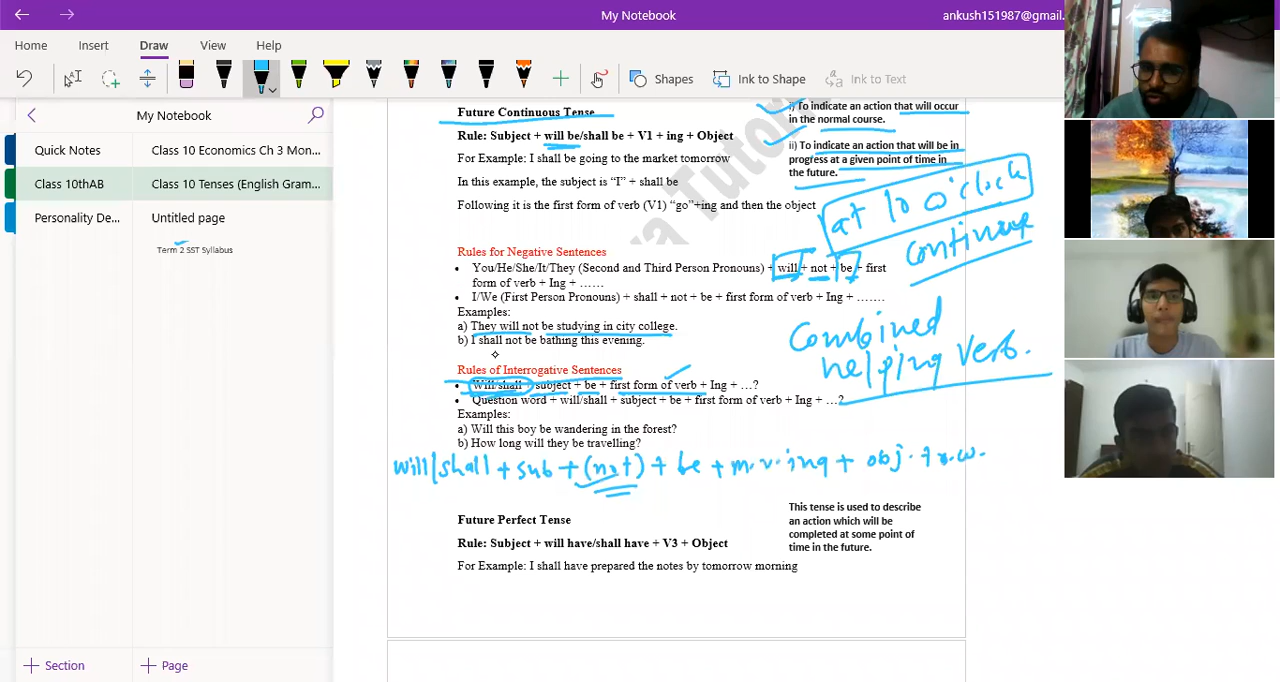 My Notebook
ankush151987@gmail.
Home Insert Draw View Help
Shapes Ink to Shape Ink to Text
My Notebook
Quick Notes
Class 10thAB
Personality De...
Class 10 Economics Ch 3 Mon...
Class 10 Tenses (English Gram...
Untitled page
Term 2 SST Syllabus
Section
Page
Future Continuous Tense
Rule: Subject + will be/shall be + V1 + ing + Object
For Example: I shall be going to the market tomorrow
In this example, the subject is “I” + shall be
Following it is the first form of verb (V1) “go”+ing and then the object
i) To indicate an action that will occur
in the normal course.
ii) To indicate an action that will be in
progress at a given point of time in
the future.
at 10 o'clock
continue
Rules for Negative Sentences
• You/He/She/It/They (Second and Third Person Pronouns) + will + not + be + first
form of verb + Ing + ……
• I/We (First Person Pronouns) + shall + not + be + first form of verb + Ing + …….
Examples:
a) They will not be studying in city college.
b) I shall not be bathing this evening.
Combined
helping Verb.
Rules of Interrogative Sentences
• Will/shall + subject + be + first form of verb + Ing + …?
• Question word + will/shall + subject + be + first form of verb + Ing + …?
Examples:
a) Will this boy be wandering in the forest?
b) How long will they be travelling?
will/shall + sub + (not) + be + m.v.ing + obj. + r.w.
Future Perfect Tense
Rule: Subject + will have/shall have + V3 + Object
For Example: I shall have prepared the notes by tomorrow morning
This tense is used to describe
an action which will be
completed at some point of
time in the future.